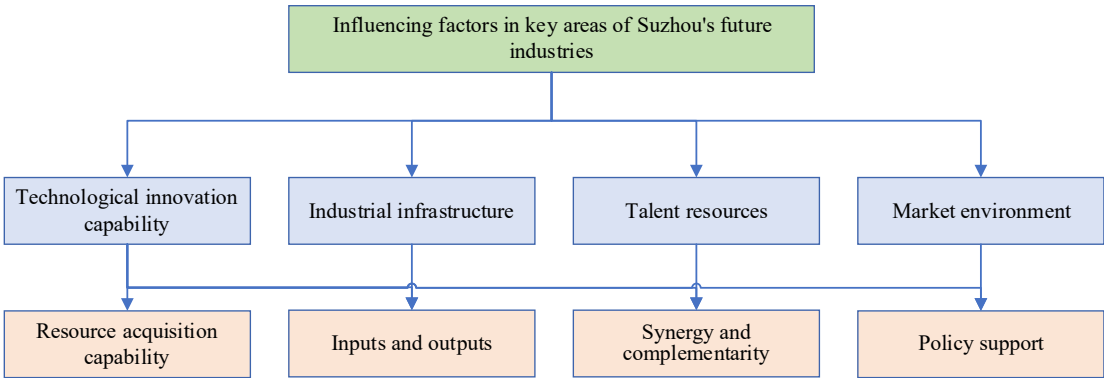 Influencing factors in key areas of Suzhou's future
industries
Technological innovation
capability
Industrial infrastructure
Talent resources
Market environment
Resource acquisition
capability
Inputs and outputs
Synergy and
complementarity
Policy support